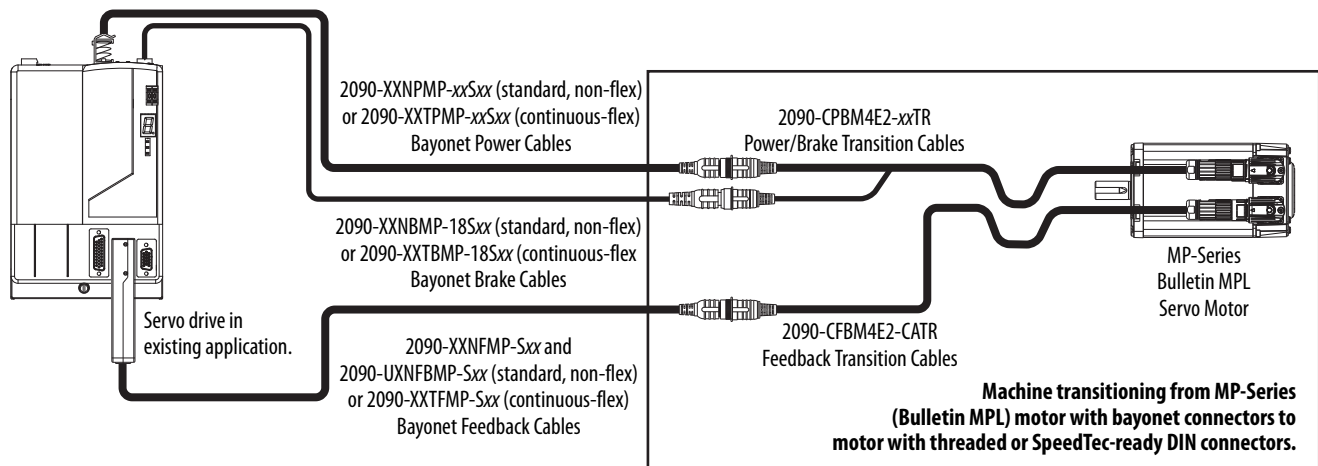 2090-XXNPMP-xxSxx (standard, non-flex)
or 2090-XXTPMP-xxSxx (continuous-flex)
Bayonet Power Cables
2090-CPBM4E2-xxTR
Power/Brake Transition Cables
2090-XXNBMP-18Sxx (standard, non-flex)
or 2090-XXTBMP-18Sxx (continuous-flex
Bayonet Brake Cables
MP-Series
Bulletin MPL
Servo Motor
Servo drive in
existing application.
2090-XXNFMP-Sxx and
2090-UXNFBMP-Sxx (standard, non-flex)
or 2090-XXTFMP-Sxx (continuous-flex)
Bayonet Feedback Cables
2090-CFBM4E2-CATR
Feedback Transition Cables
Machine transitioning from MP-Series
(Bulletin MPL) motor with bayonet connectors to
motor with threaded or SpeedTec-ready DIN connectors.